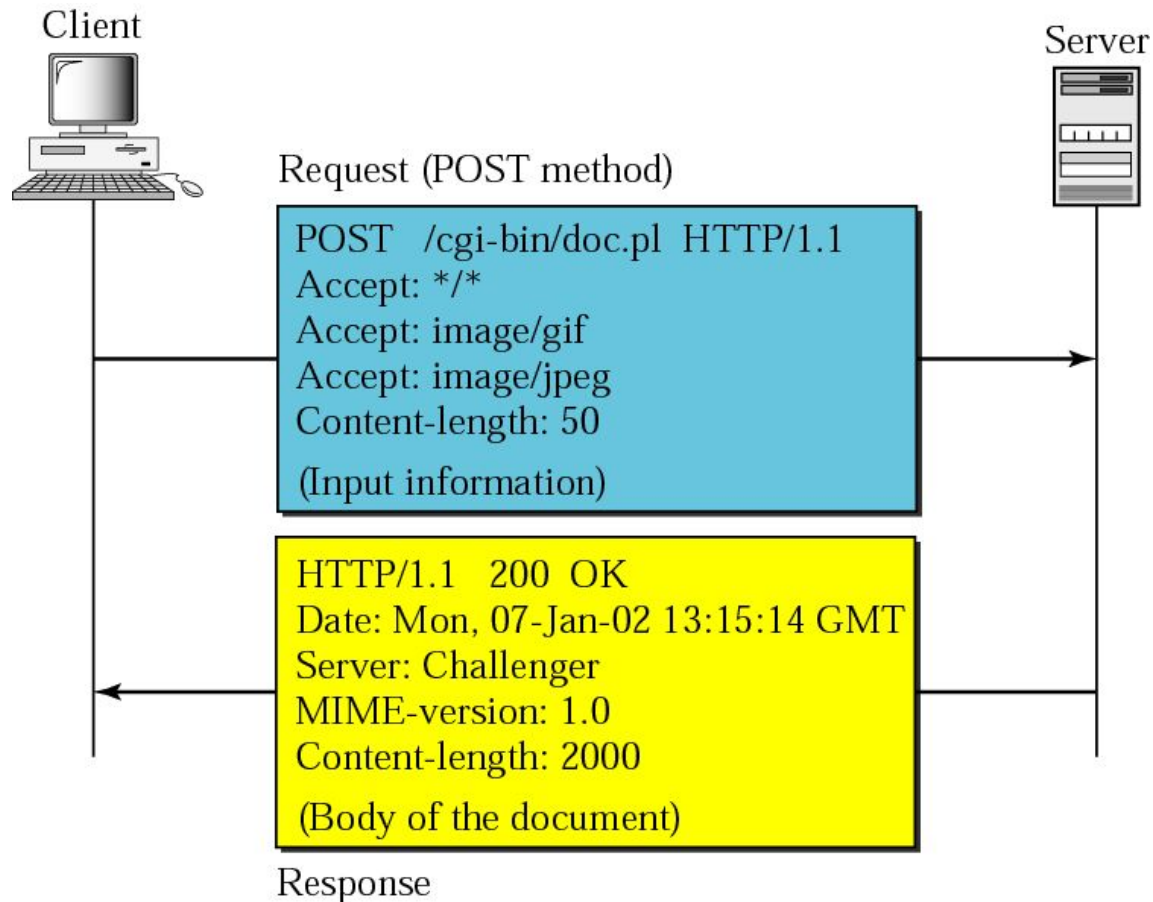 Client
Server
Request (POST method)
POST /cgi-bin/doc.pl HTTP/1.1
Accept: */*
Accept: image/gif
Accept: image/jpeg
Content-length: 50
(Input information)
HTTP/1.1 200 OK
Date: Mon, 07-Jan-02 13:15:14 GMT
Server: Challenger
MIME-version: 1.0
Content-length: 2000
(Body of the document)
Response